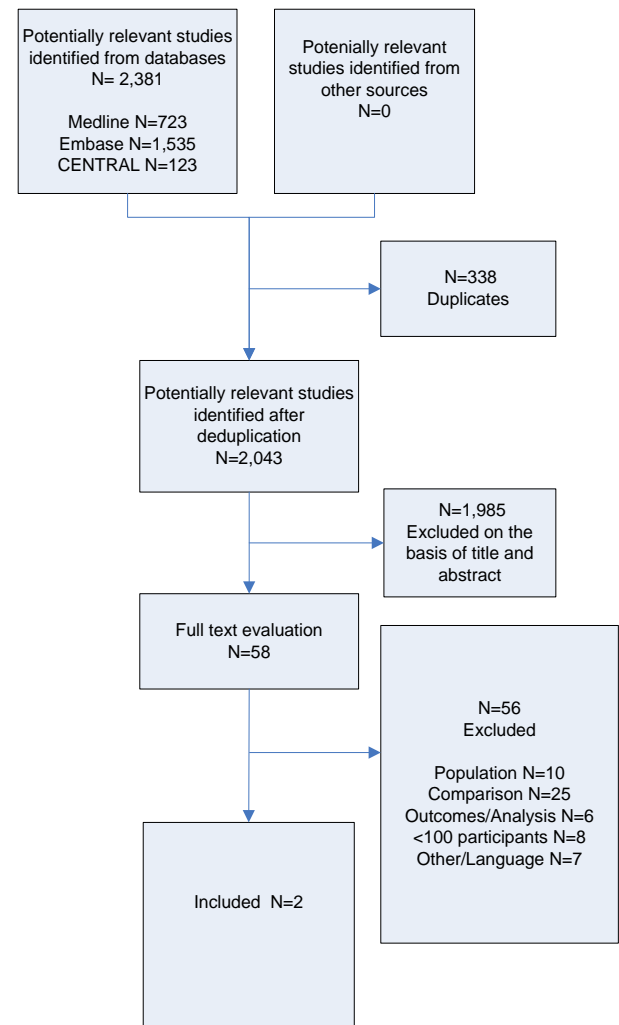 Potentially relevant studies
identified from databases
N= 2,381
Medline N=723
Embase N=1,535
CENTRAL N=123
Potenially relevant
studies identified from
other sources
N=0
N=338
Duplicates
Potentially relevant studies
identified after
deduplication
N=2,043
N=1,985
Excluded on the
basis of title and
abstract
Full text evaluation
N=58
N=56
Excluded
Population N=10
Comparison N=25
Outcomes/Analysis N=6
<100 participants N=8
Other/Language N=7
Included N=2